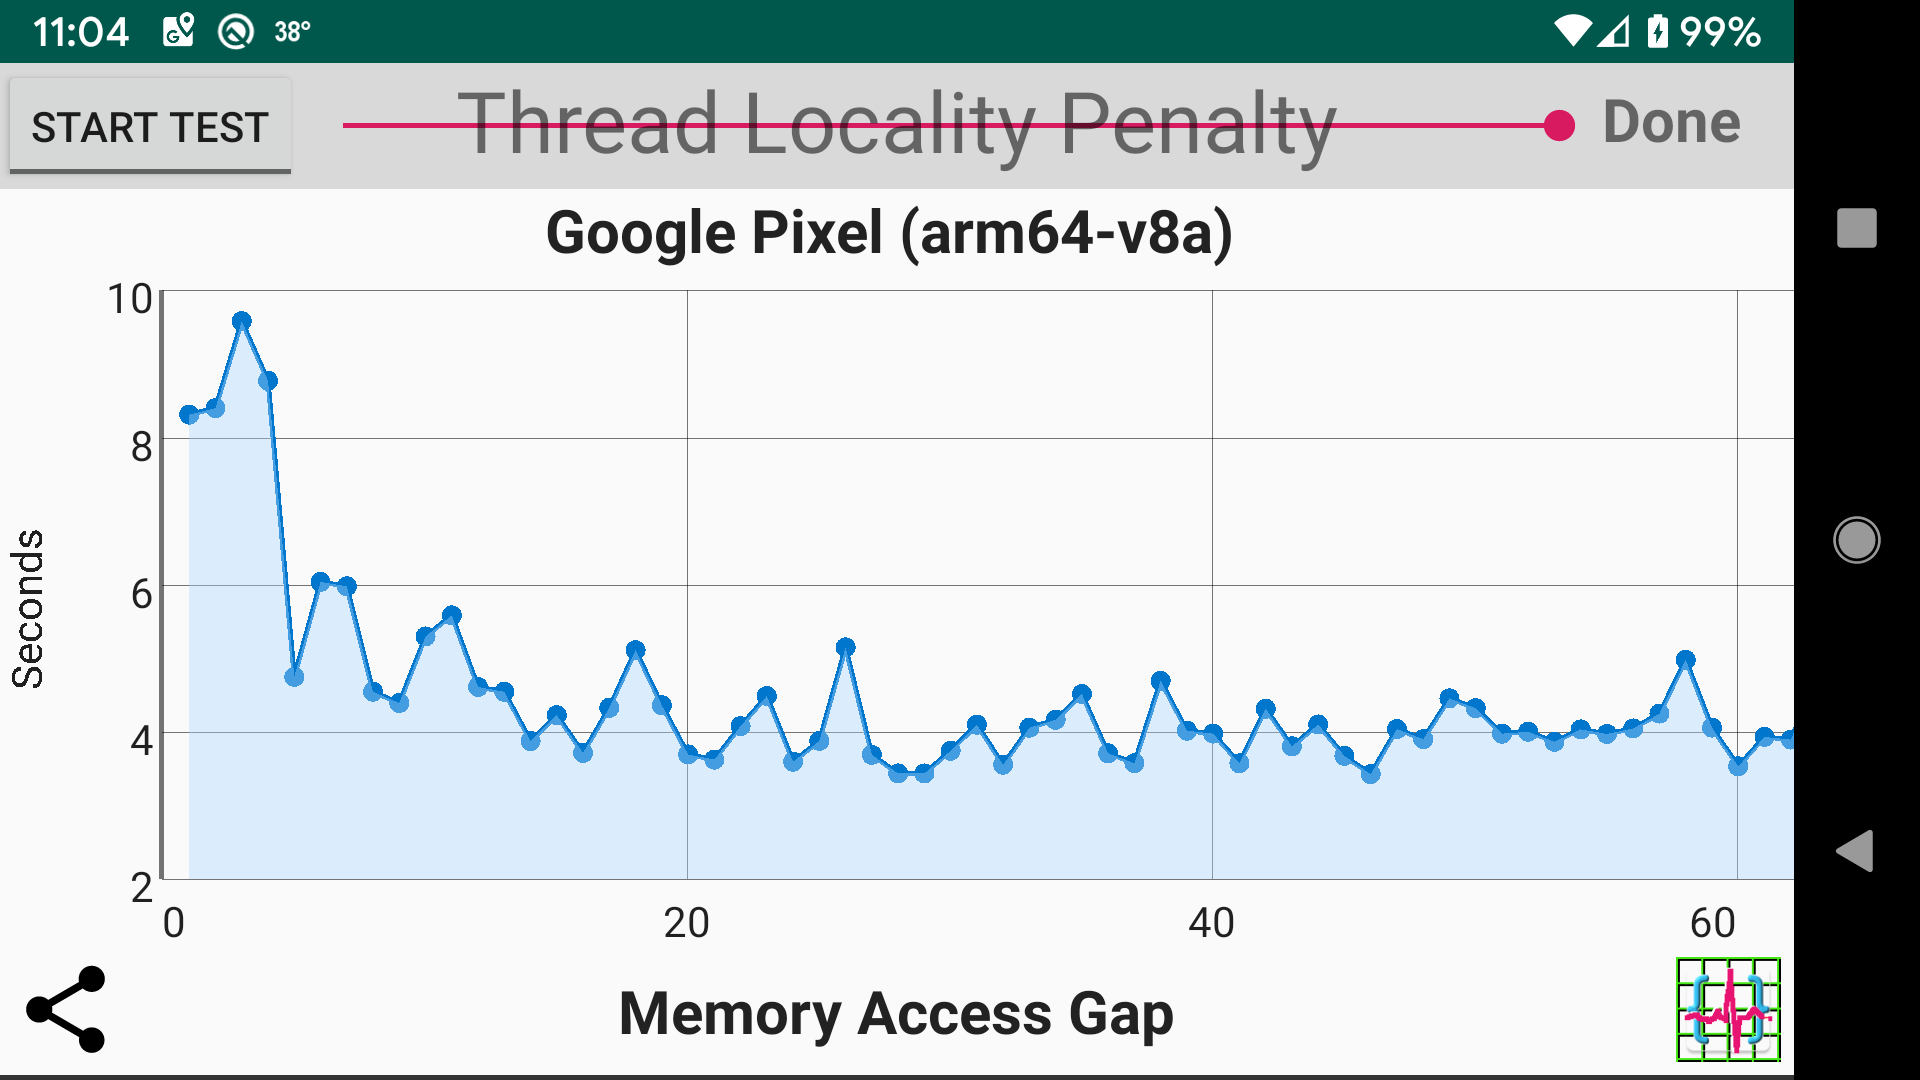 11:04 G 38° 99%
START TEST Thread Locality Penalty Done
Google Pixel (arm64-v8a)
10
8
6
4
2
Seconds
0 20 40 60
Memory Access Gap